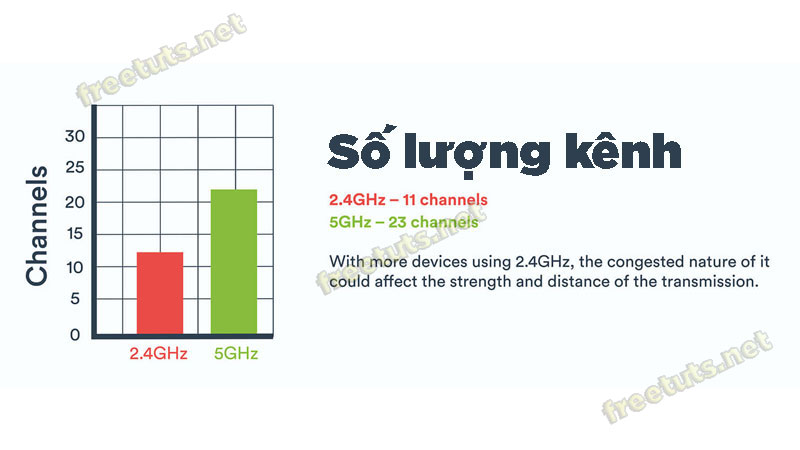 freetuts.net
Số lượng kênh
2.4GHz – 11 channels
5GHz – 23 channels
With more devices using 2.4GHz, the congested nature of it
could affect the strength and distance of the transmission.
freetuts.net
Channels
30
25
20
15
10
5
0
2.4GHz
5GHz
freetuts.net